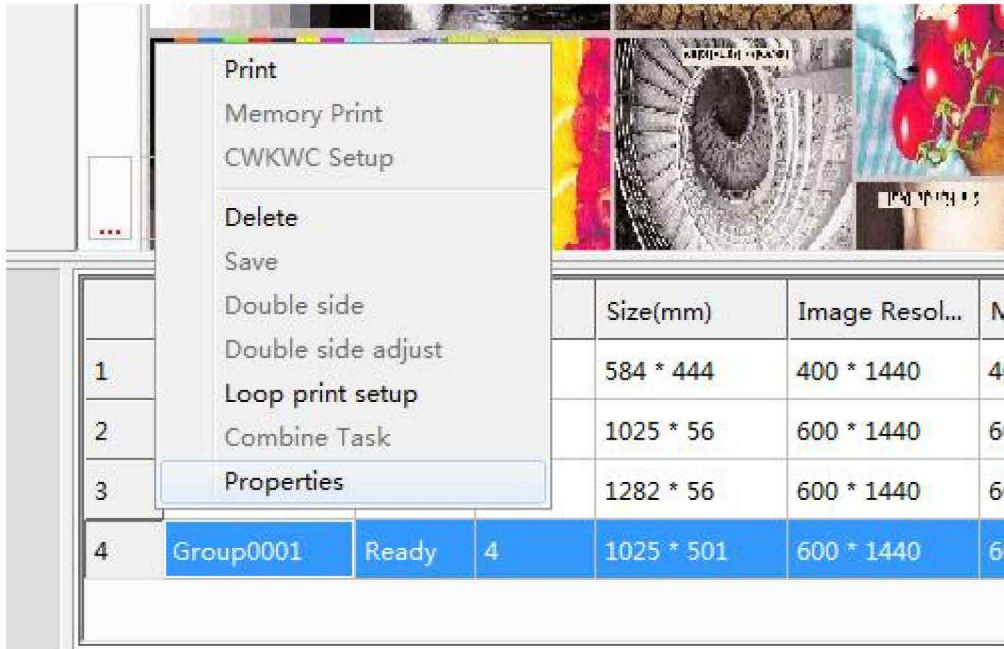 Print
Memory Print
CWKWC Setup
Delete
Save
Double side
Double side adjust
Loop print setup
Combine Task
Properties
...
Size(mm) Image Resol...
1 584 * 444 400 * 1440
2 1025 * 56 600 * 1440
3 1282 * 56 600 * 1440
4 Group0001 Ready 4 1025 * 501 600 * 1440